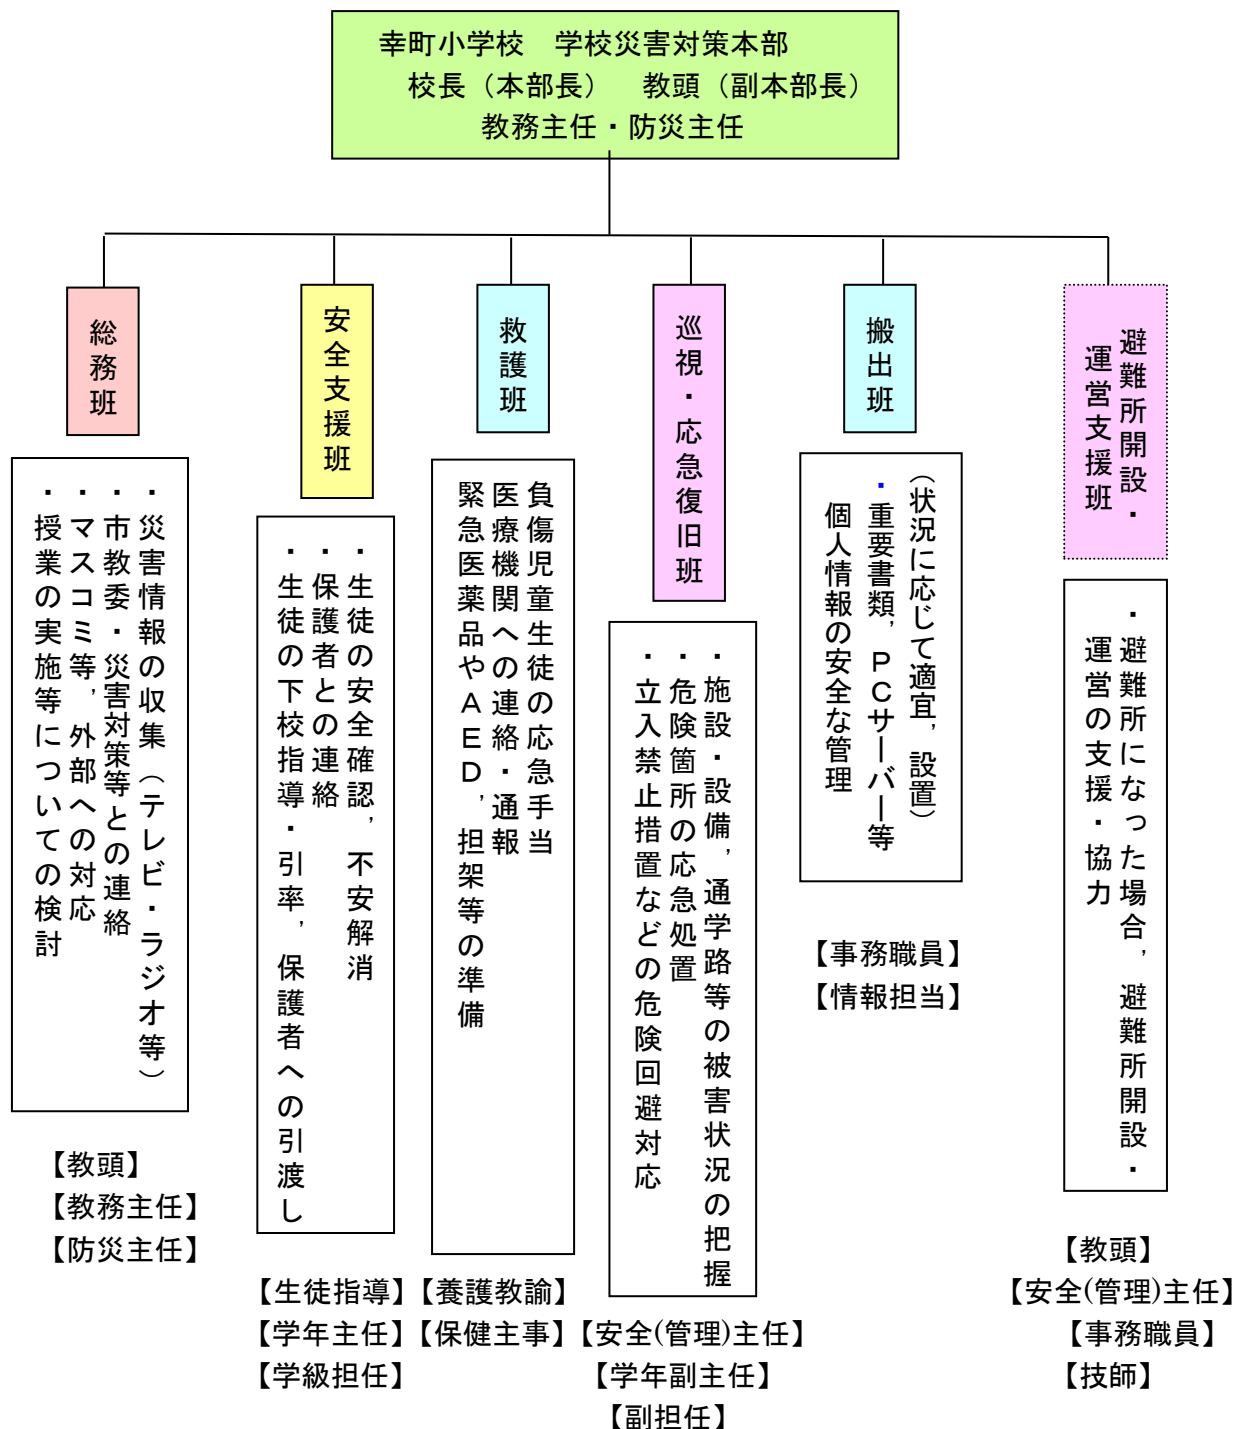 幸町小学校　学校災害対策本部
校長（本部長）　教頭（副本部長）
教務主任・防災主任
総務班
・災害情報の収集（テレビ・ラジオ等）
・市教委・災害対策等との連絡
・マスコミ等，外部への対応
・授業の実施等についての検討
【教頭】
【教務主任】
【防災主任】
安全支援班
・生徒の安全確認，不安解消
・保護者との連絡
・生徒の下校指導・引率，保護者への引渡し
【生徒指導】
【学年主任】
【学級担任】
救護班
負傷児童生徒の応急手当
医療機関への連絡・通報
緊急医薬品やＡＥＤ，担架等の準備
【養護教諭】
【保健主事】
巡視・応急復旧班
・施設・設備，通学路等の被害状況の把握
・危険箇所の応急処置
・立入禁止措置などの危険回避対応
【安全(管理)主任】
【学年副主任】
【副担任】
搬出班
（状況に応じて適宜，設置）
・重要書類，ＰＣサーバー等
個人情報の安全な管理
【事務職員】
【情報担当】
避難所開設・
運営支援班
・避難所になった場合，避難所開設・
運営の支援・協力
【教頭】
【安全(管理)主任】
【事務職員】
【技師】